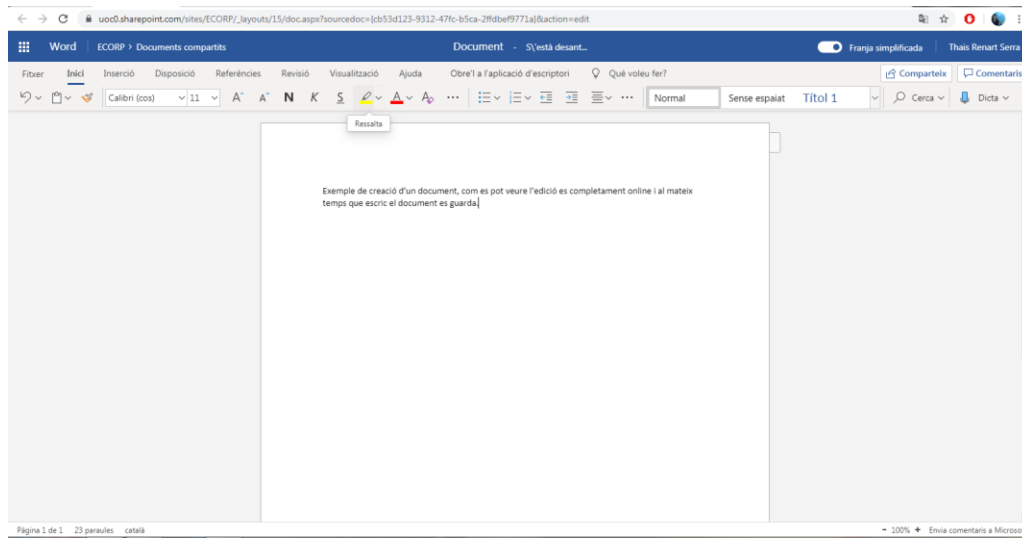 uoc0.sharepoint.com/sites/ECORP/_layouts/15/doc.aspx?sourcedoc={cb53d123-9312-47fc-b5ca-2ffdbef9771a}&action=edit
Word ECORP > Documents compartits Document - S\'està desant... Franja simplificada Thais Renart Serra
Fitxer Inici Inserció Disposició Referències Revisió Visualització Ajuda Obre'l a l'aplicació d'escriptori Què voleu fer? Comparteix Comentaris
Calibri (cos) 11 A A N K S A A Normal Sense espaiat Títol 1 Cerca Dicta
Ressalta
Exemple de creació d'un document, com es pot veure l'edició es completament online i al mateix
temps que escric el document es guarda.
Pàgina 1 de 1 23 paraules català - 100% + Envia comentaris a Microso